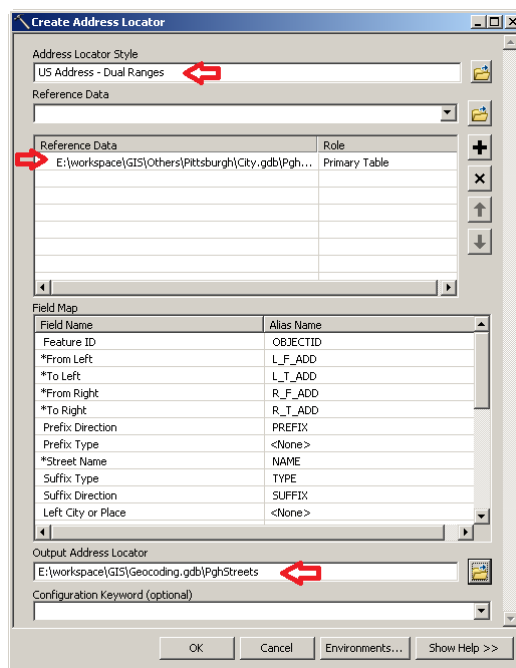 Create Address Locator
Address Locator Style
US Address - Dual Ranges
Reference Data
Reference Data Role
E:\workspace\GIS\Others\Pittsburgh\City.gdb\Pgh... Primary Table
Field Map
Field Name Alias Name
Feature ID OBJECTID
*From Left L_F_ADD
*To Left L_T_ADD
*From Right R_F_ADD
*To Right R_T_ADD
Prefix Direction PREFIX
Prefix Type <None>
*Street Name NAME
Suffix Type TYPE
Suffix Direction SUFFIX
Left City or Place <None>
Output Address Locator
E:\workspace\GIS\Geocoding.gdb\PghStreets
Configuration Keyword (optional)
OK Cancel Environments... Show Help >>